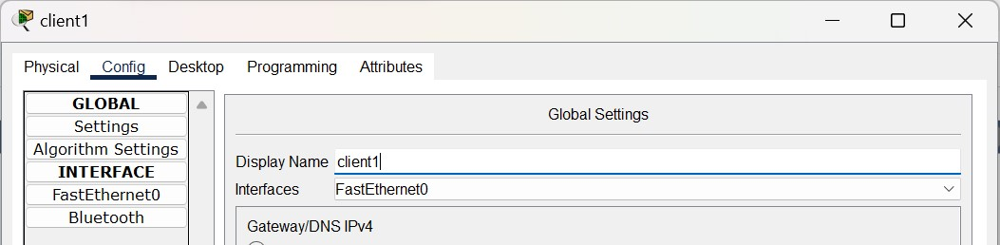 client1
Physical Config Desktop Programming Attributes
GLOBAL
Settings
Algorithm Settings
INTERFACE
FastEthernet0
Bluetooth
Global Settings
Display Name client1
Interfaces FastEthernet0
Gateway/DNS IPv4